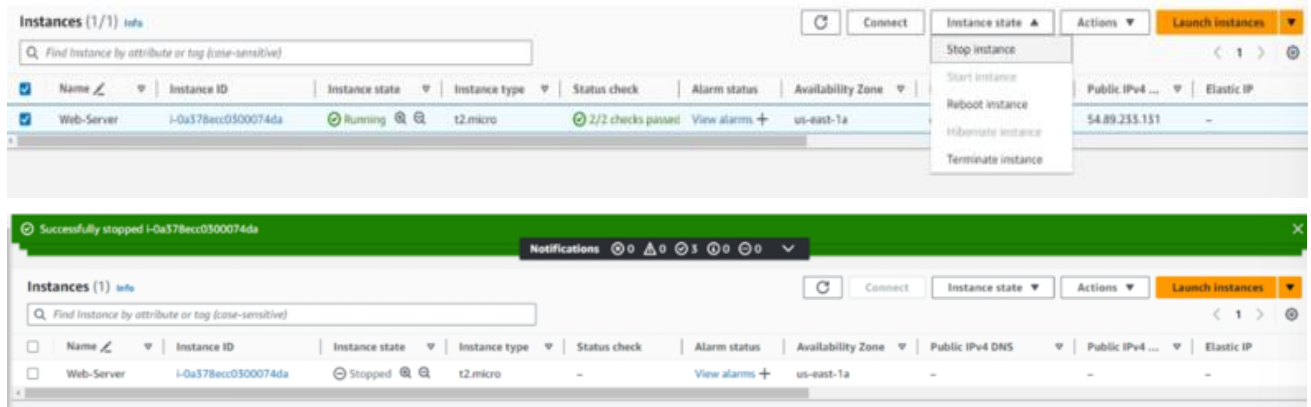 Instances (1/1) Info
Connect
Instance state
Actions
Launch instances
Find Instance by attribute or tag (case-sensitive)
Stop instance
Start instance
Reboot instance
Hibernate instance
Terminate instance
1
Name
Instance ID
Instance state
Instance type
Status check
Alarm status
Availability Zone
Public IPv4 ...
Elastic IP
Web-Server
i-0a378ecc0300074da
Running
t2.micro
2/2 checks passed
View alarms +
us-east-1a
54.89.233.131
–
Successfully stopped i-0a378ecc0300074da
Notifications 0 0 3 0 0
Instances (1) Info
Connect
Instance state
Actions
Launch instances
Find Instance by attribute or tag (case-sensitive)
1
Name
Instance ID
Instance state
Instance type
Status check
Alarm status
Availability Zone
Public IPv4 DNS
Public IPv4 ...
Elastic IP
Web-Server
i-0a378ecc0300074da
Stopped
t2.micro
–
View alarms +
us-east-1a
–
–
–